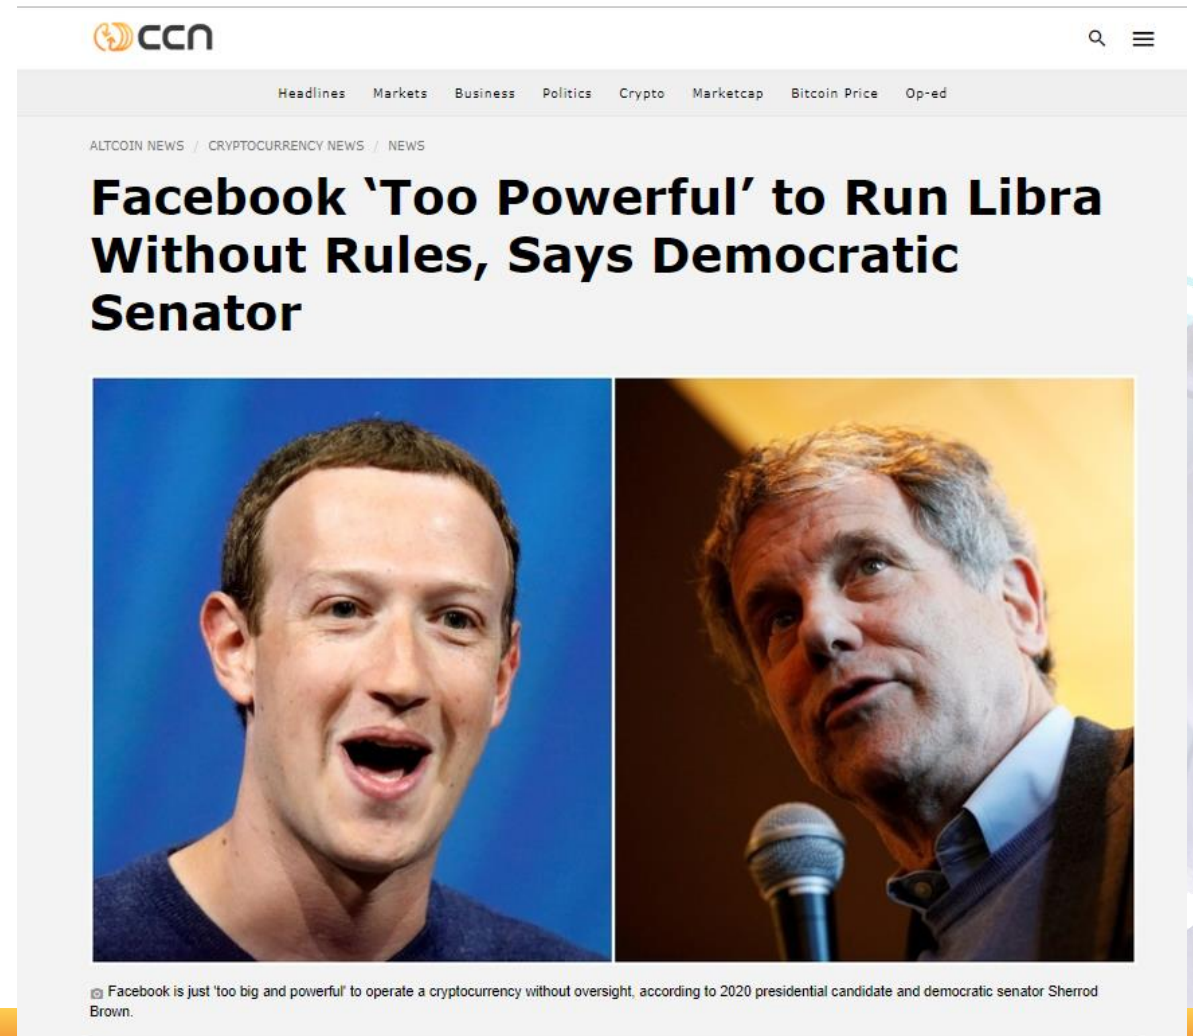 ccn
Headlines Markets Business Politics Crypto Marketcap Bitcoin Price Op-ed
ALTCOIN NEWS / CRYPTOCURRENCY NEWS / NEWS
Facebook ‘Too Powerful’ to Run Libra
Without Rules, Says Democratic
Senator
Facebook is just 'too big and powerful' to operate a cryptocurrency without oversight, according to 2020 presidential candidate and democratic senator Sherrod
Brown.